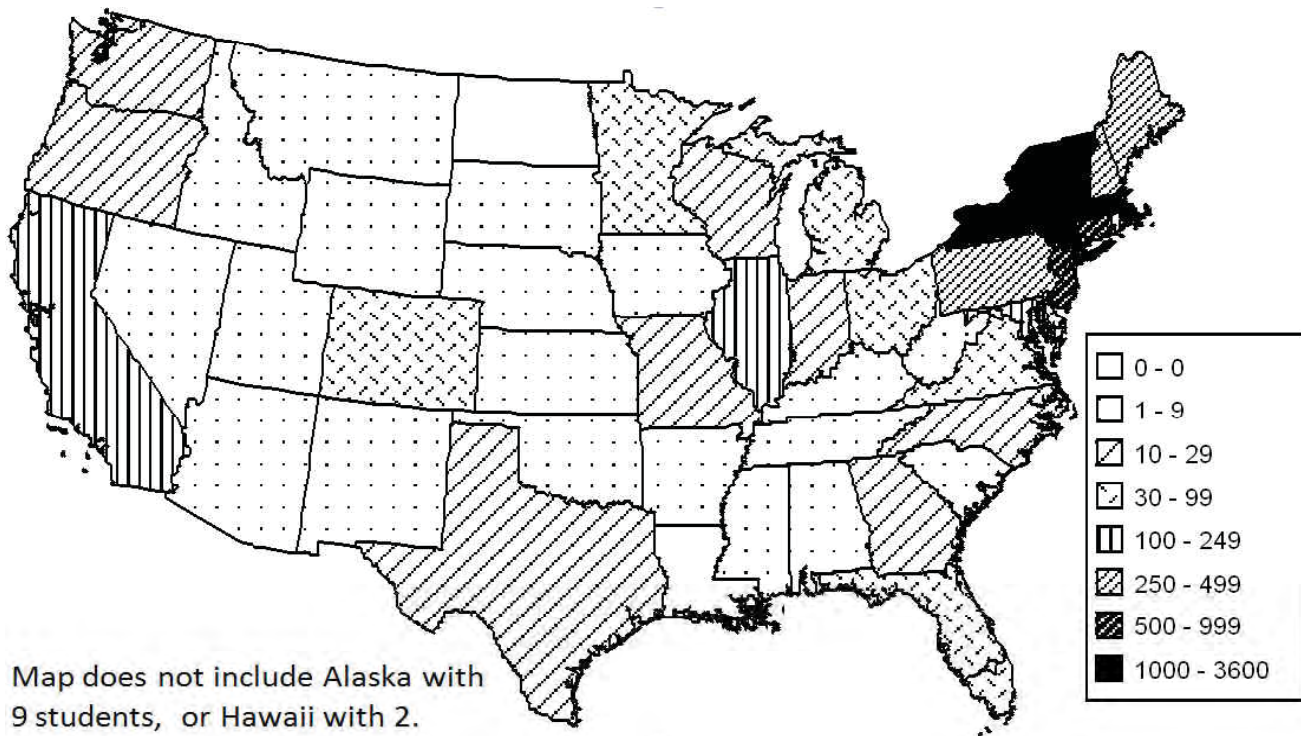 0 - 0
1 - 9
10 - 29
30 - 99
100 - 249
250 - 499
500 - 999
1000 - 3600
Map does not include Alaska with
9 students, or Hawaii with 2.